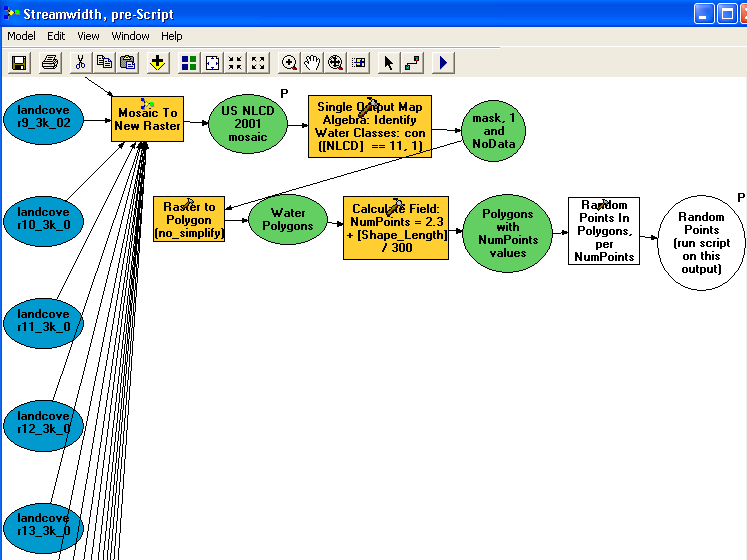 Streamwidth, pre-Script
Model Edit View Window Help
landcove
r9_3k_02
Mosaic To
New Raster
P
US NLCD
2001
mosaic
Single Output Map
Algebra: Identify
Water Classes: con
([NLCD] == 11, 1)
mask, 1
and
NoData
landcove
r10_3k_0
Raster to
Polygon
(no_simplify)
Water
Polygons
Calculate Field:
NumPoints = 2.3
+ [Shape_Length]
/ 300
Polygons
with
NumPoints
values
Random
Points In
Polygons,
per
NumPoints
P
Random
Points
(run script
on this
output)
landcove
r11_3k_0
landcove
r12_3k_0
landcove
r13_3k_0